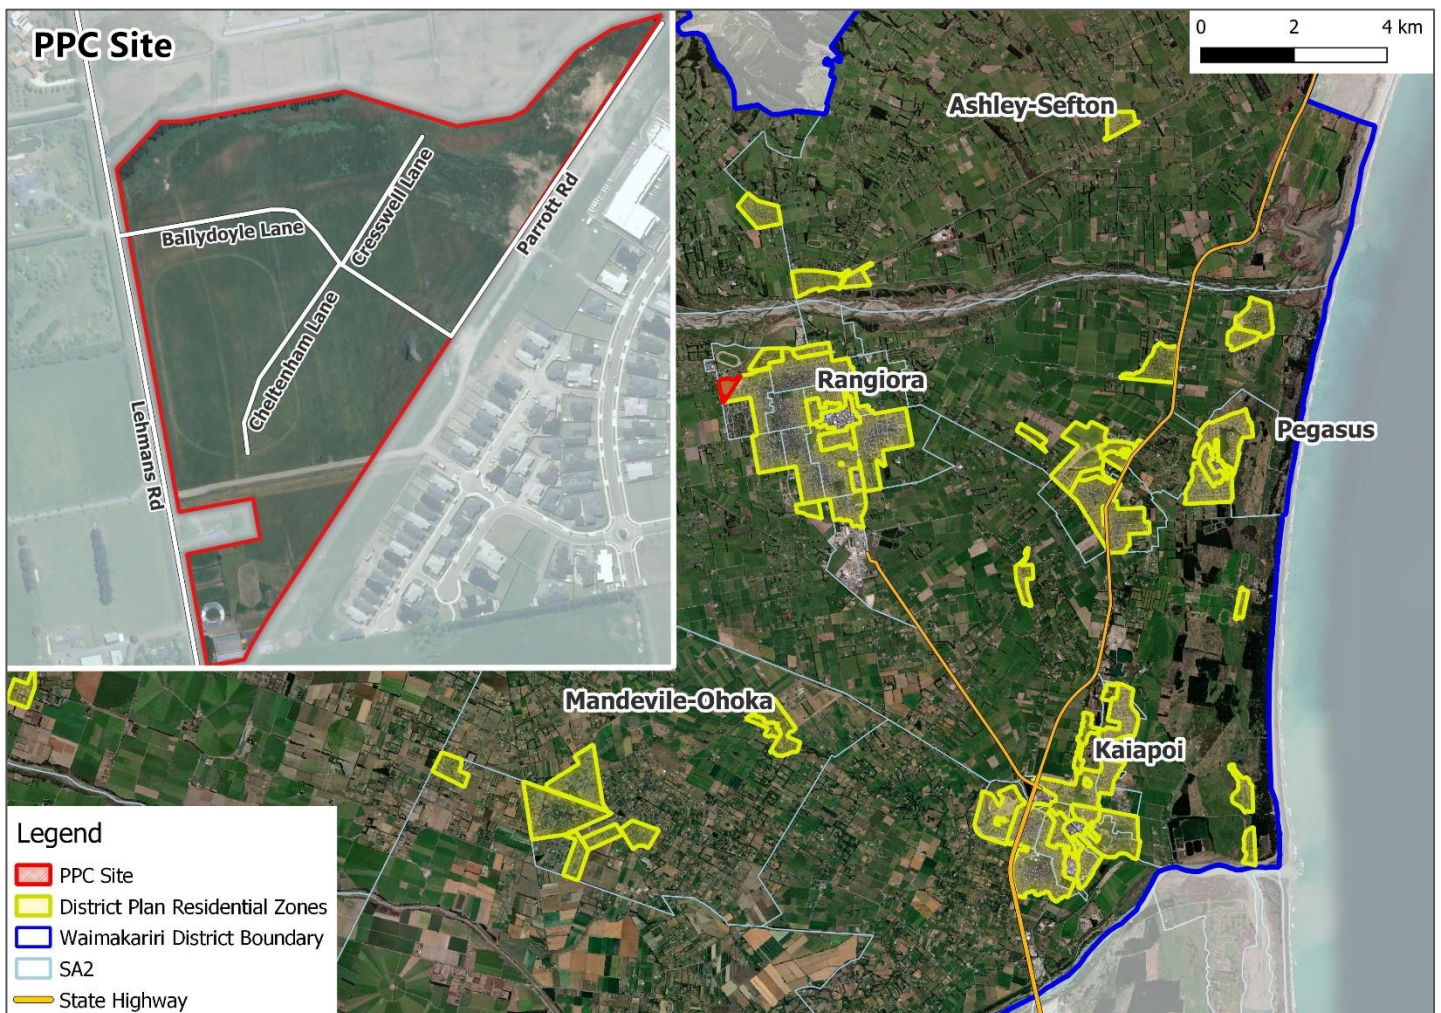 PPC Site
0 2 4 km
Ashley-Sefton
Ballydoyle Lane
Cresswell Lane
Parrott Rd
Cheltenham Lane
Lehmans Rd
Rangiora
Pegasus
Mandevile-Ohoka
Kaiapoi
Legend
PPC Site
District Plan Residential Zones
Waimakariri District Boundary
SA2
State Highway